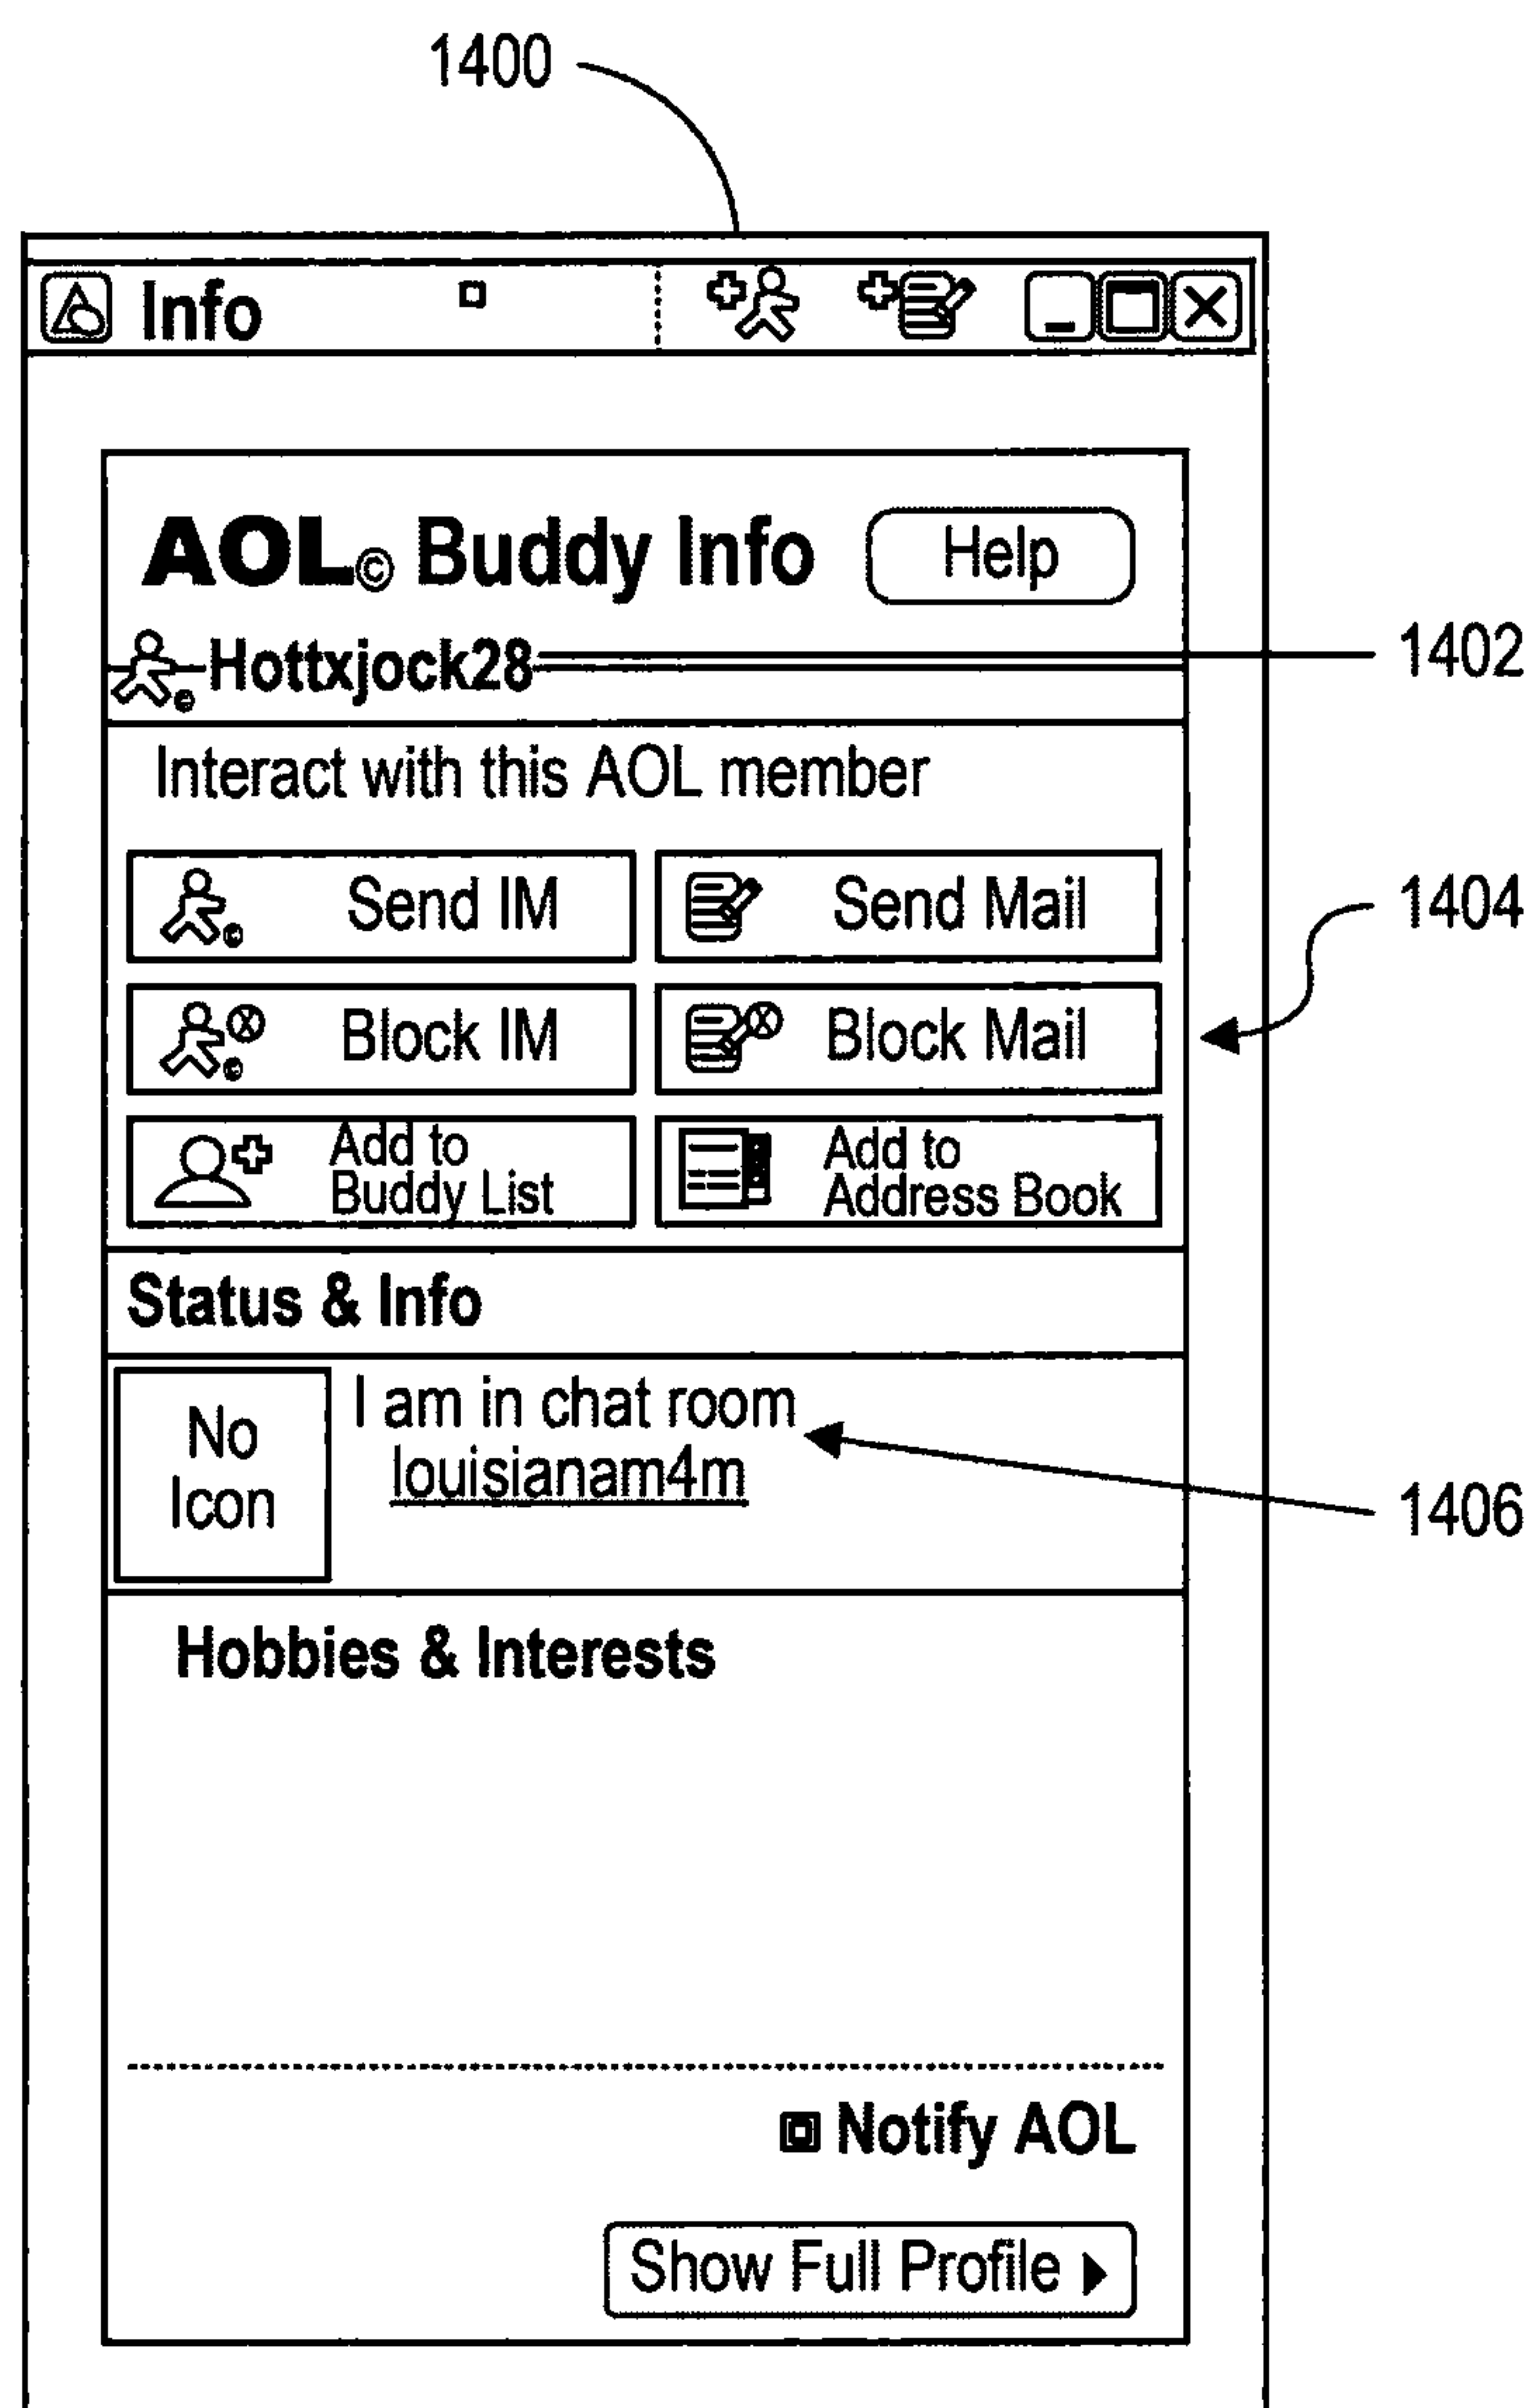 1400
Info
AOL© Buddy Info
Help
Hottxjock28
1402
Interact with this AOL member
Send IM
Send Mail
1404
Block IM
Block Mail
Add to
Buddy List
Add to
Address Book
Status & Info
No
Icon
I am in chat room
louisianam4m
1406
Hobbies & Interests
Notify AOL
Show Full Profile